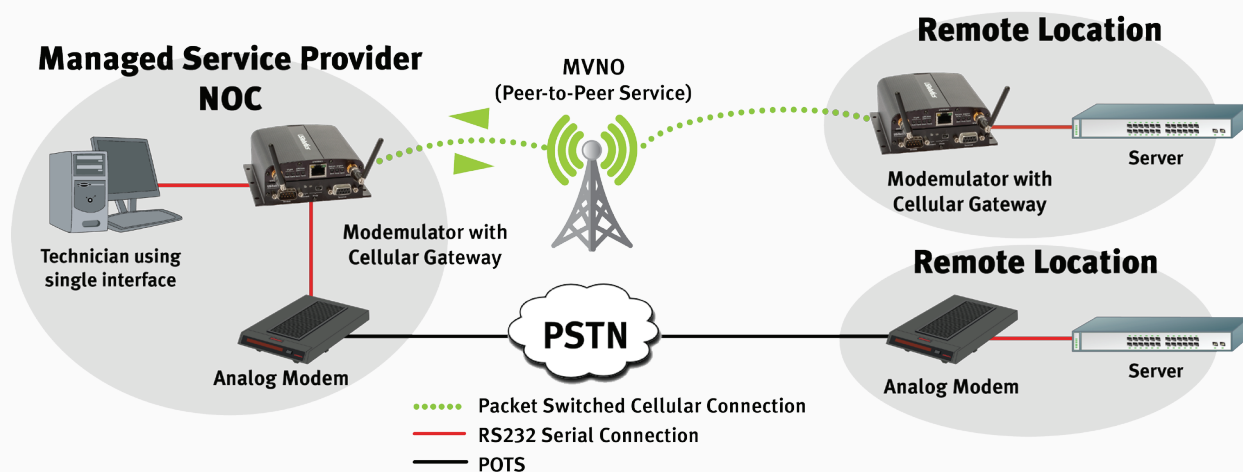 Managed Service Provider
NOC
Technician using
single interface
Modemulator with
Cellular Gateway
Analog Modem
MVNO
(Peer-to-Peer Service)
PSTN
Remote Location
Modemulator with
Cellular Gateway
Server
Remote Location
Analog Modem
Server
Packet Switched Cellular Connection
RS232 Serial Connection
POTS